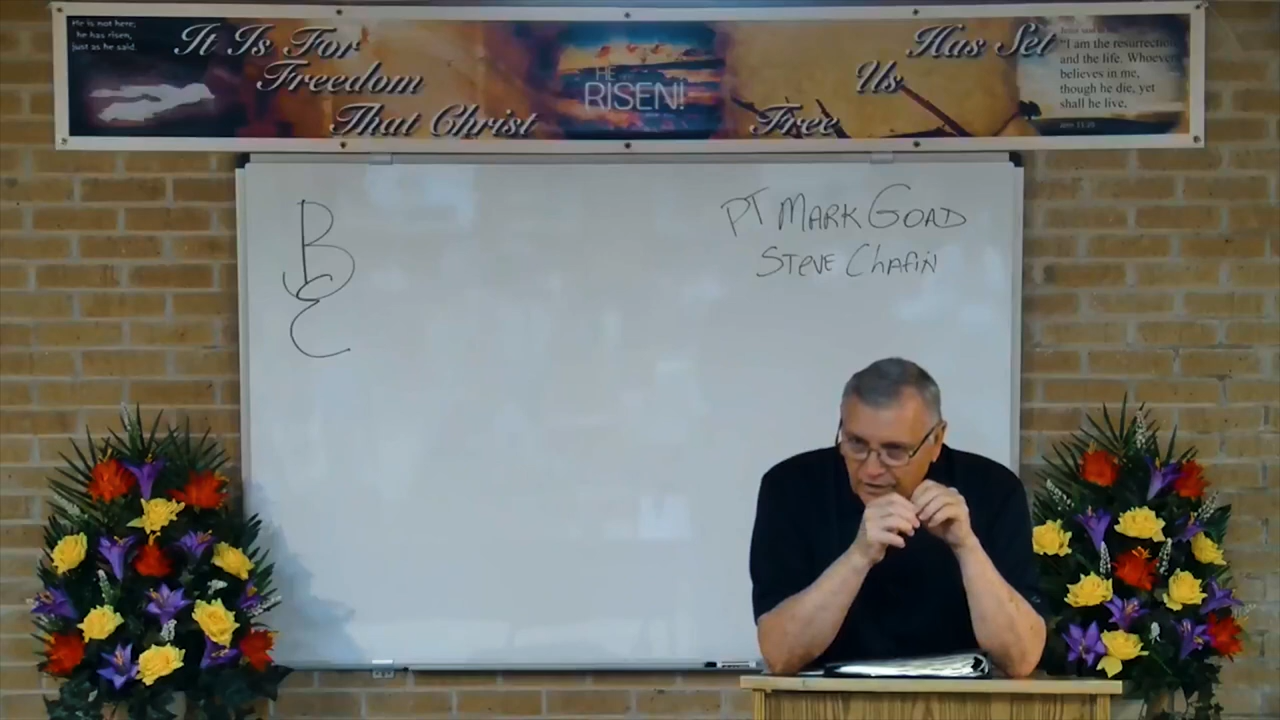 He is not here;
he has risen,
just as he said.
It Is For
Freedom
That Christ
HE
RISEN!
Has Set
Us
Free
"I am the resurrection
and the life. Whoever
believes in me,
though he die, yet
shall he live.
B
E
PT MARK GOAD
STEVE Chafin